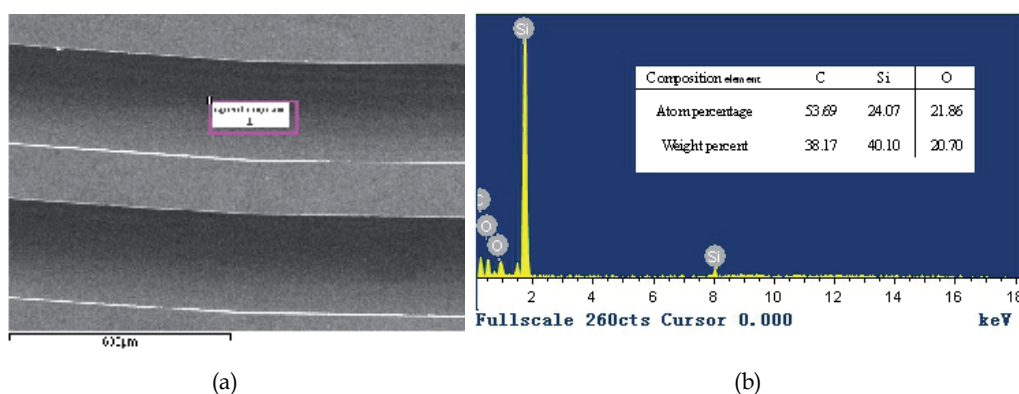 600μm
(a)
Si
Composition element C Si O
Atom percentage 53.69 24.07 21.86
Weight percent 38.17 40.10 20.70
C
O
O
Si
2 4 6 8 10 12 14 16 18
Fullscale 260cts Cursor 0.000 keV
(b)